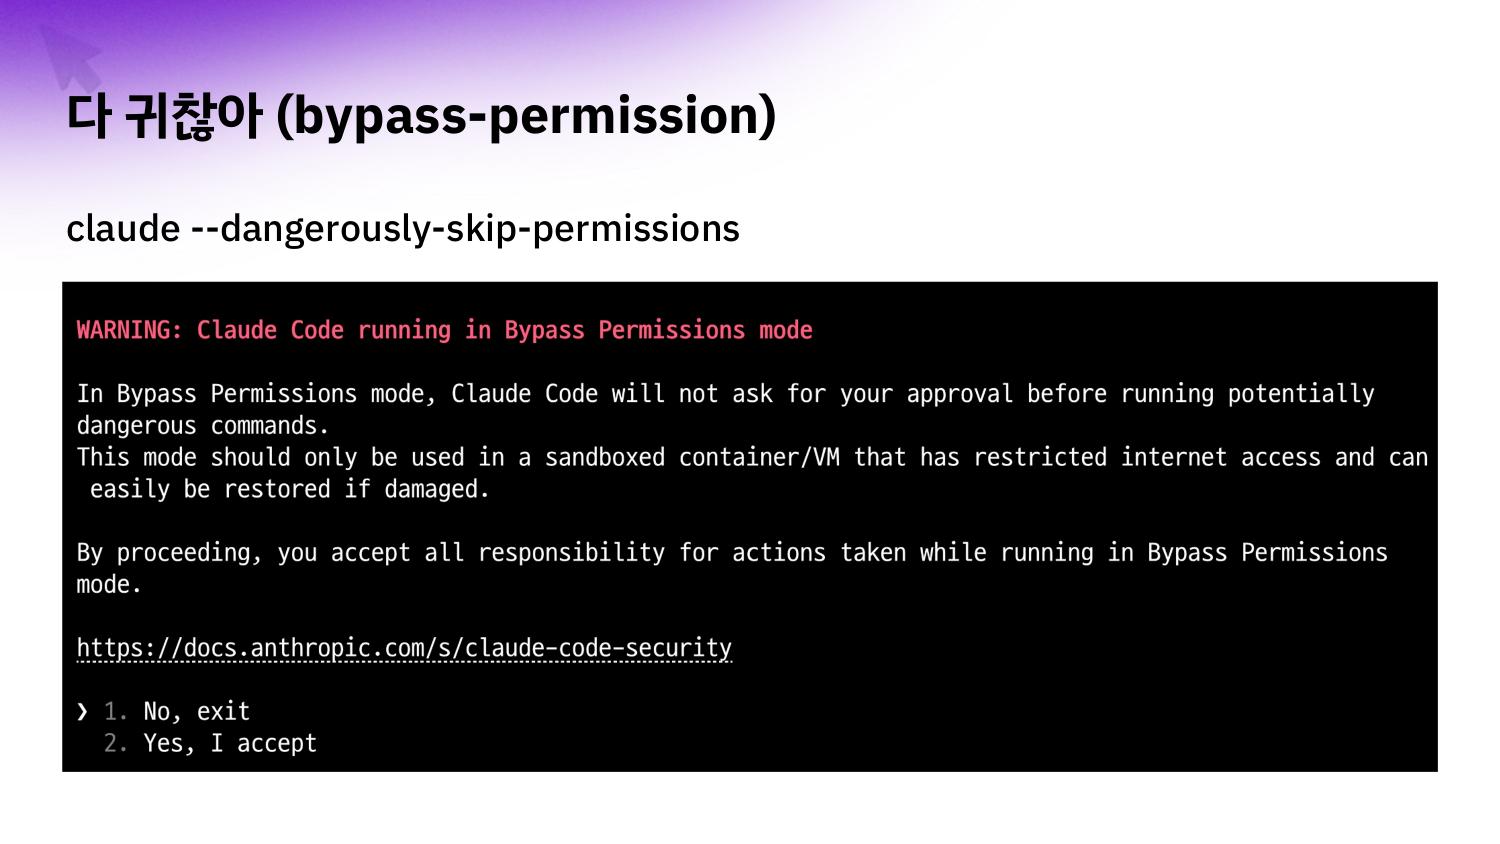 다 귀찮아 (bypass-permission)
claude --dangerously-skip-permissions
WARNING: Claude Code running in Bypass Permissions mode
In Bypass Permissions mode, Claude Code will not ask for your approval before running potentially
dangerous commands.
This mode should only be used in a sandboxed container/VM that has restricted internet access and can
easily be restored if damaged.
By proceeding, you accept all responsibility for actions taken while running in Bypass Permissions
mode.
https://docs.anthropic.com/s/claude-code-security
❯ 1. No, exit
2. Yes, I accept